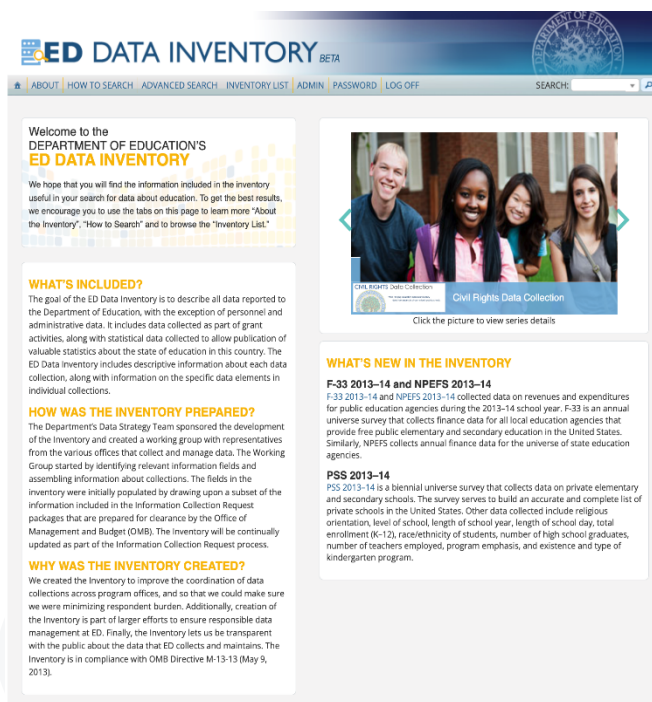 DEPARTMENT OF EDUCATION
ED DATA INVENTORY BETA
ABOUT HOW TO SEARCH ADVANCED SEARCH INVENTORY LIST ADMIN PASSWORD LOG OFF SEARCH:
Welcome to the
DEPARTMENT OF EDUCATION'S
ED DATA INVENTORY
We hope that you will find the information included in the inventory
useful in your search for data about education. To get the best results,
we encourage you to use the tabs on this page to learn more "About
the Inventory", "How to Search" and to browse the "Inventory List."
WHAT'S INCLUDED?
The goal of the ED Data Inventory is to describe all data reported to
the Department of Education, with the exception of personnel and
administrative data. It includes data collected as part of grant
activities, along with statistical data collected to allow publication of
valuable statistics about the state of education in this country. The
ED Data Inventory includes descriptive information about each data
collection, along with information on the specific data elements in
individual collections.
HOW WAS THE INVENTORY PREPARED?
The Department's Data Strategy Team sponsored the development
of the Inventory and created a working group with representatives
from the various offices that collect and manage data. The Working
Group started by identifying relevant information fields and
assembling information about collections. The fields in the
inventory were initially populated by drawing upon a subset of the
information included in the Information Collection Request
packages that are prepared for clearance by the Office of
Management and Budget (OMB). The Inventory will be continually
updated as part of the Information Collection Request process.
WHY WAS THE INVENTORY CREATED?
We created the Inventory to improve the coordination of data
collections across program offices, and so that we could make sure
we were minimizing respondent burden. Additionally, creation of
the Inventory is part of larger efforts to ensure responsible data
management at ED. Finally, the Inventory lets us be transparent
with the public about the data that ED collects and maintains. The
Inventory is in compliance with OMB Directive M-13-13 (May 9,
2013).
CIVIL RIGHTS Data Collection
Civil Rights Data Collection
Click the picture to view series details
WHAT'S NEW IN THE INVENTORY
F-33 2013–14 and NPEFS 2013–14
F-33 2013–14 and NPEFS 2013–14 collected data on revenues and expenditures
for public education agencies during the 2013–14 school year. F-33 is an annual
universe survey that collects finance data for all local education agencies that
provide free public elementary and secondary education in the United States.
Similarly, NPEFS collects annual finance data for the universe of state education
agencies.
PSS 2013–14
PSS 2013–14 is a biennial universe survey that collects data on private elementary
and secondary schools. The survey serves to build an accurate and complete list of
private schools in the United States. Other data collected include religious
orientation, level of school, length of school year, length of school day, total
enrollment (K–12), race/ethnicity of students, number of high school graduates,
number of teachers employed, program emphasis, and existence and type of
kindergarten program.